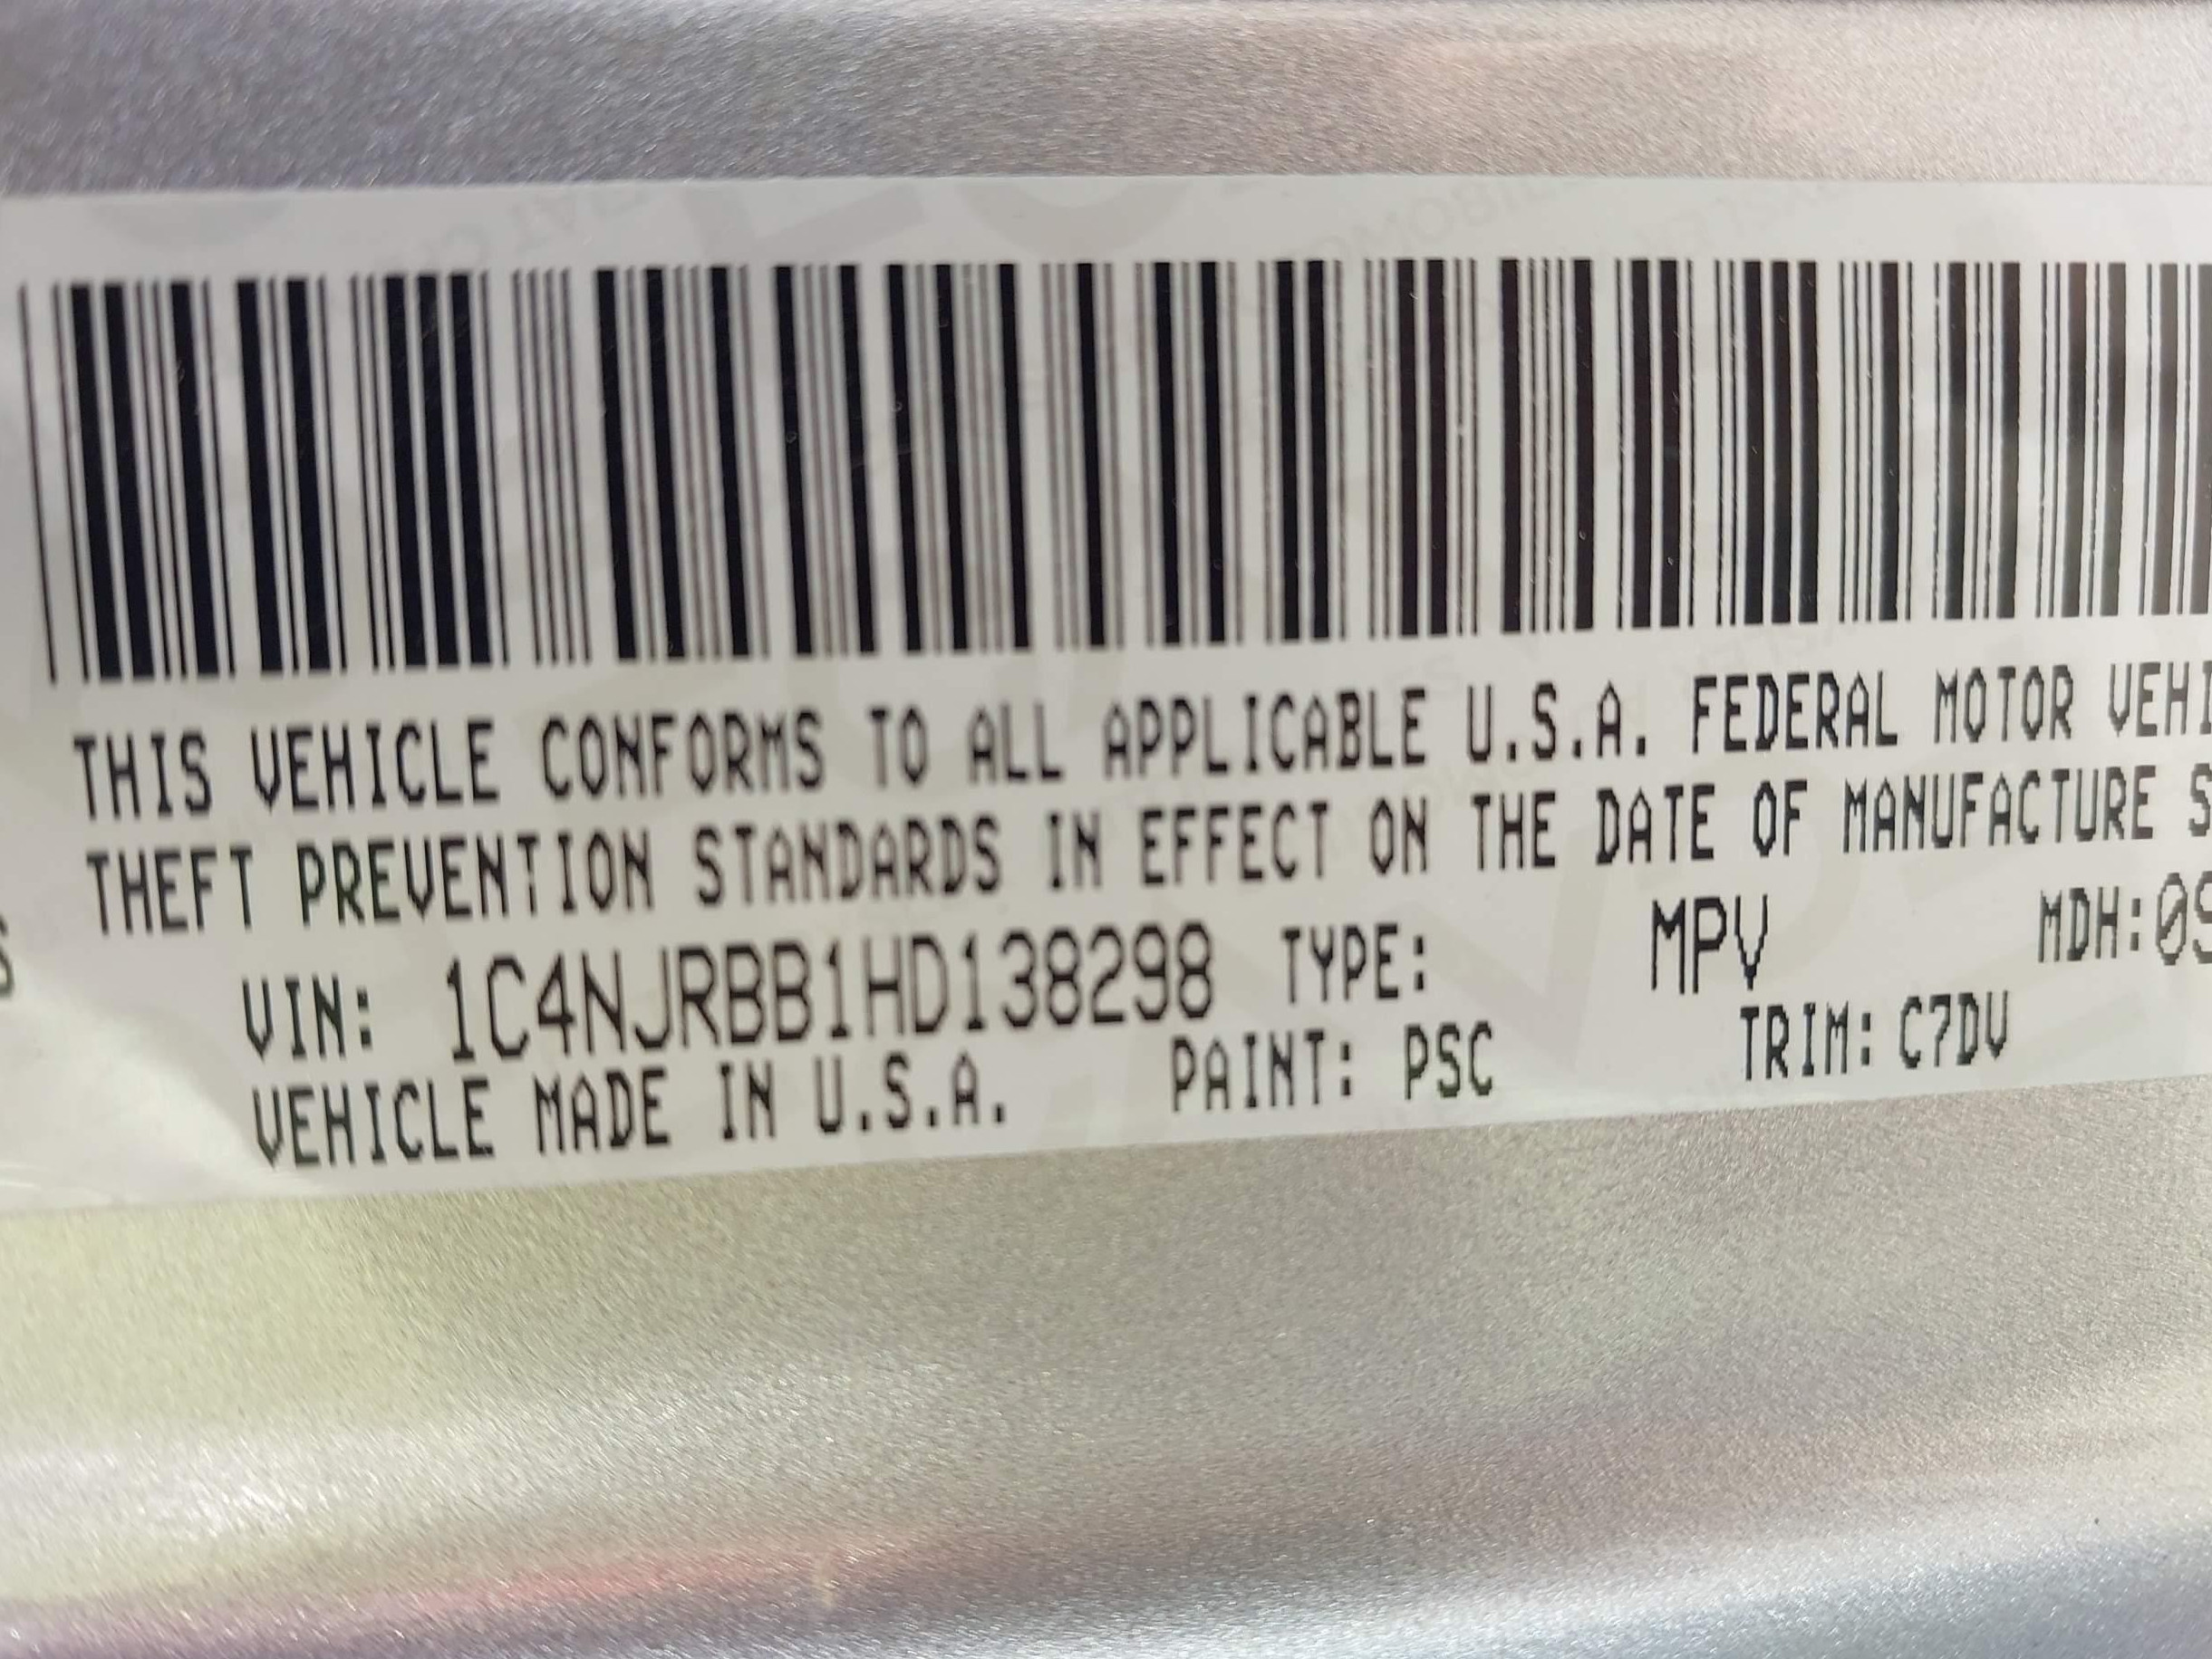 THIS VEHICLE CONFORMS TO ALL APPLICABLE U.S.A. FEDERAL MOTOR VEHI
THEFT PREVENTION STANDARDS IN EFFECT ON THE DATE OF MANUFACTURE S
VIN: 1C4NJRBB1HD138298 TYPE: MPV MDH:09
VEHICLE MADE IN U.S.A. PAINT: PSC TRIM: C7DV